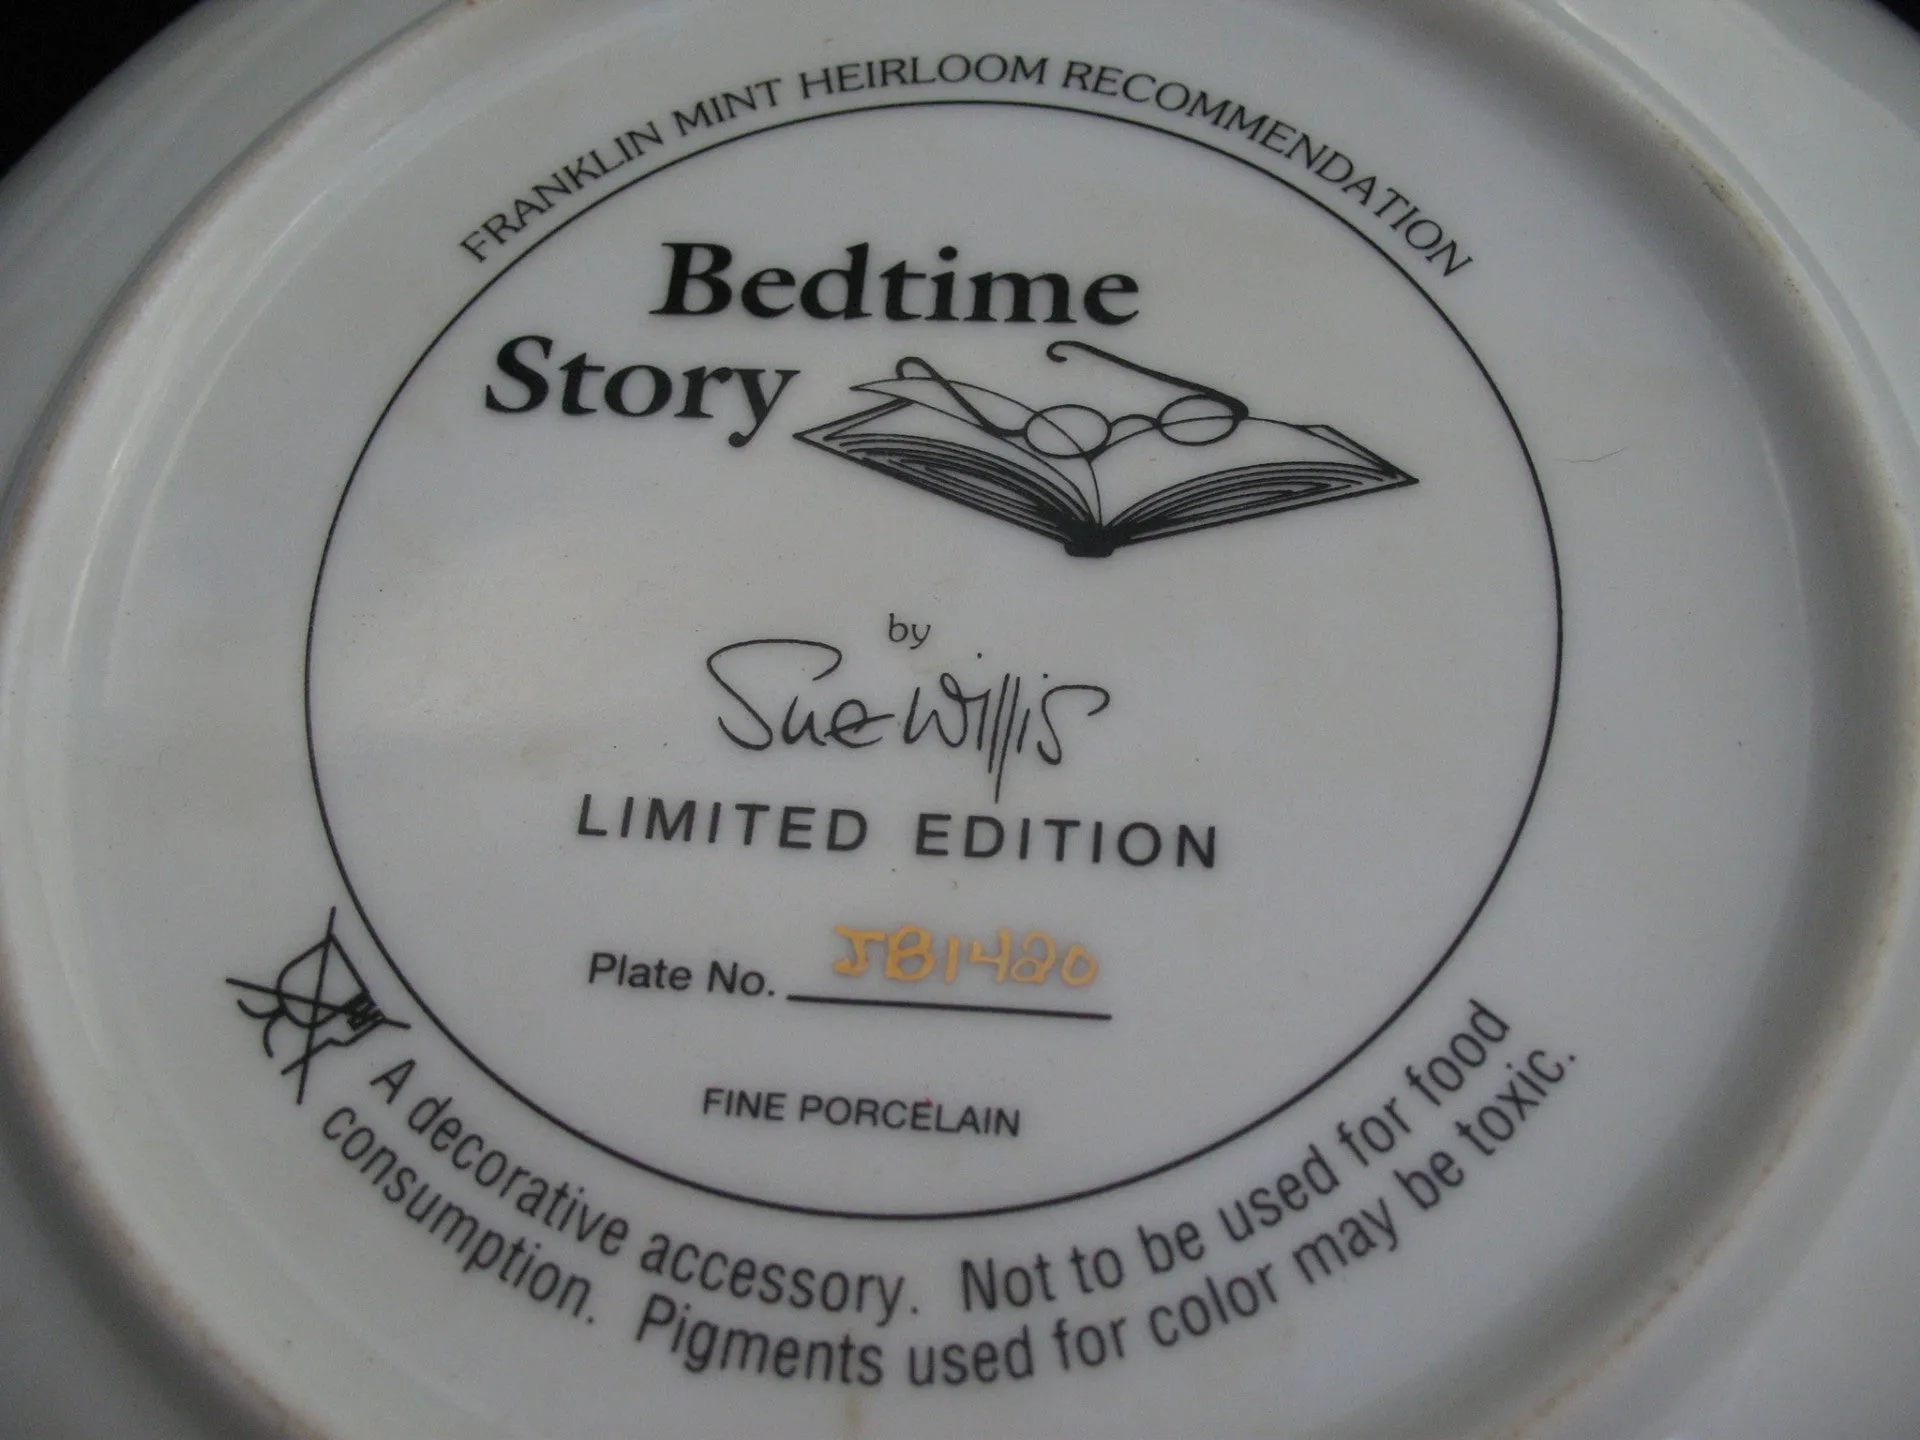 FRANKLIN MINT HEIRLOOM RECOMMENDATION
Bedtime
Story
by
Sue Willis
LIMITED EDITION
Plate No. JB1420
FINE PORCELAIN
A decorative accessory. Not to be used for food
consumption. Pigments used for color may be toxic.